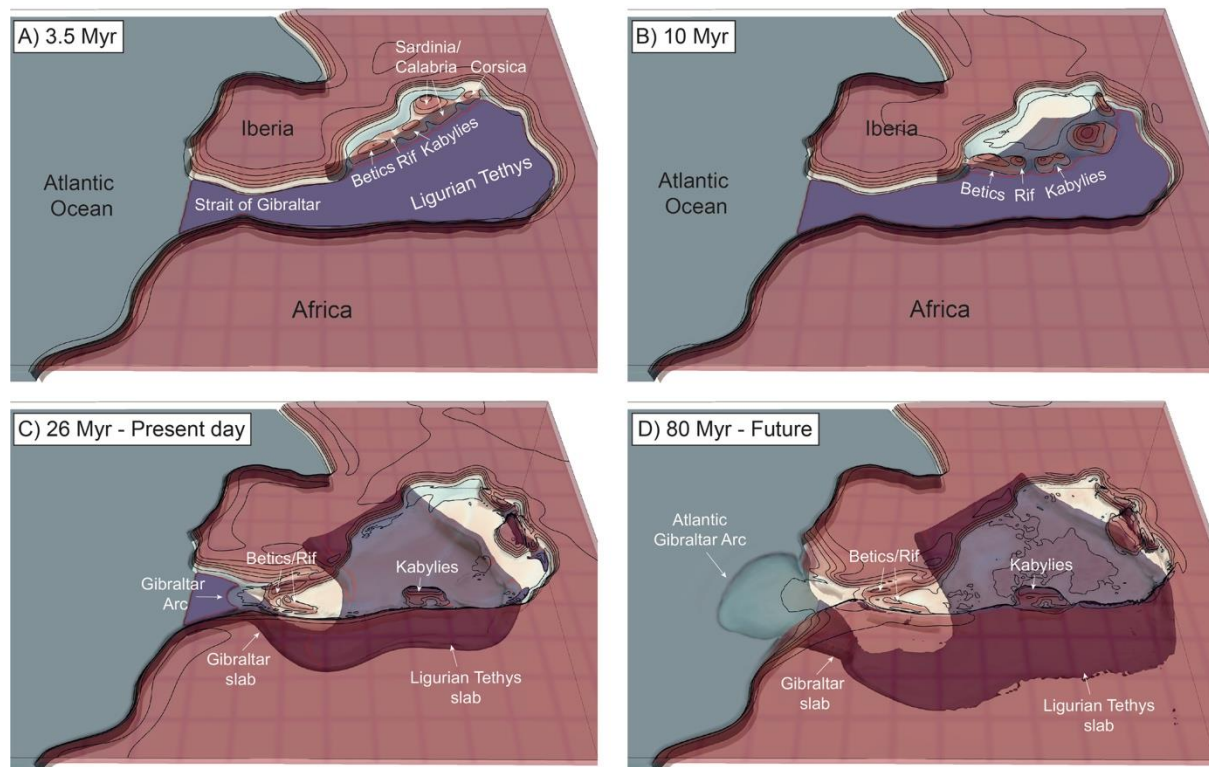 A) 3.5 Myr
Sardinia/
Calabria
Corsica
Iberia
Betics Rif Kabylies
Atlantic
Ocean
Strait of Gibraltar
Ligurian Tethys
Africa
B) 10 Myr
Iberia
Atlantic
Ocean
Betics
Rif
Kabylies
Africa
C) 26 Myr - Present day
Betics/Rif
Kabylies
Gibraltar
Arc
Gibraltar
slab
Ligurian Tethys
slab
D) 80 Myr - Future
Atlantic
Gibraltar Arc
Betics/Rif
Kabylies
Gibraltar
slab
Ligurian Tethys
slab